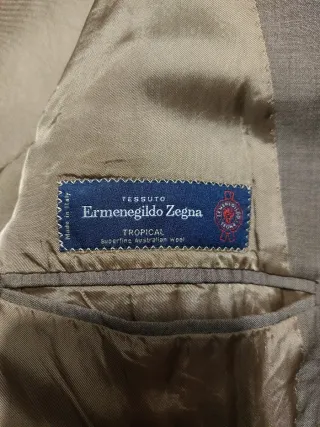 TESSUTO
Ermenegildo Zegna
TROPICAL
Superfine Australian wool
Made in Italy